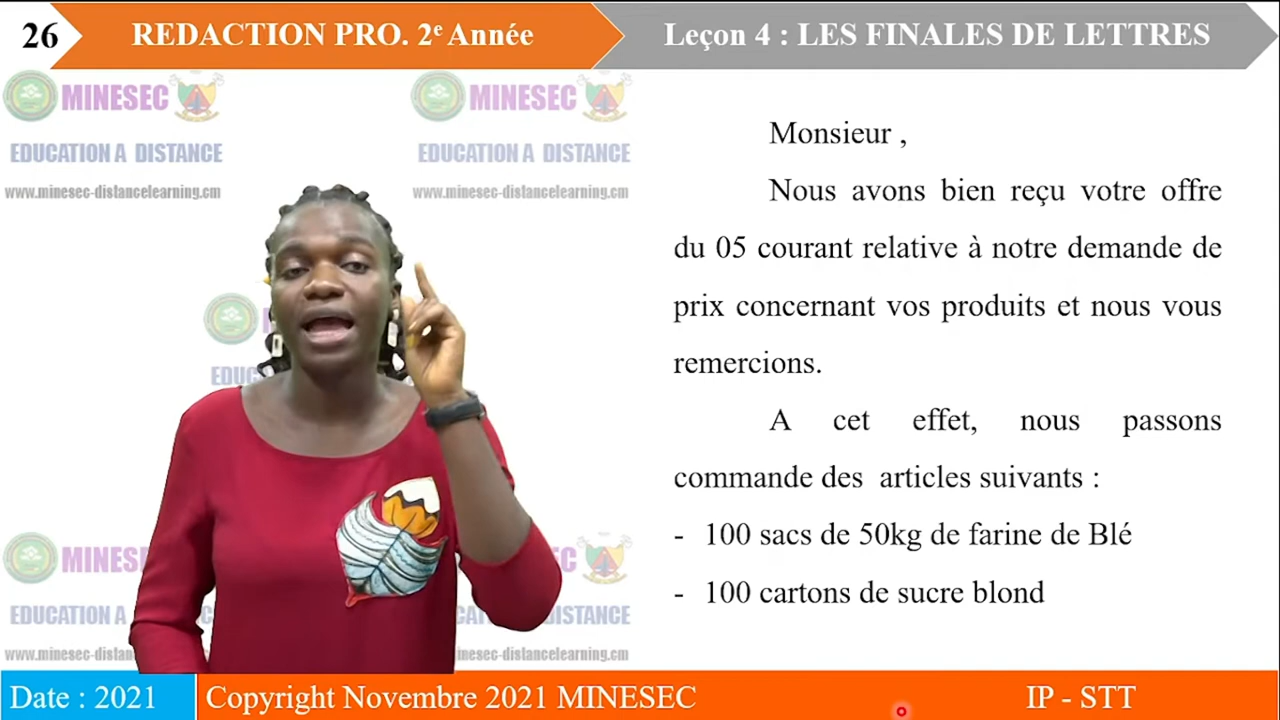 26
REDACTION PRO. 2e Année
Leçon 4 : LES FINALES DE LETTRES
MINESEC
MINESEC
EDUCATION A DISTANCE
EDUCATION A DISTANCE
www.minesec-distancelearning.cm
www.minesec-distancelearning.cm
Monsieur ,
Nous avons bien reçu votre offre
du 05 courant relative à notre demande de
prix concernant vos produits et nous vous
remercions.
A cet effet, nous passons
commande des articles suivants :
- 100 sacs de 50kg de farine de Blé
- 100 cartons de sucre blond
MINESEC
EDUCATION A DISTANCE
Date : 2021
Copyright Novembre 2021 MINESEC
IP - STT